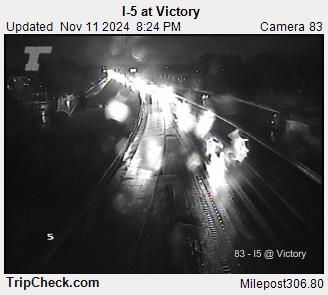 I-5 at Victory
Updated Nov 11 2024 8:24 PM Camera 83
T
S
83 - I5 @ Victory
TripCheck.com Milepost306.80